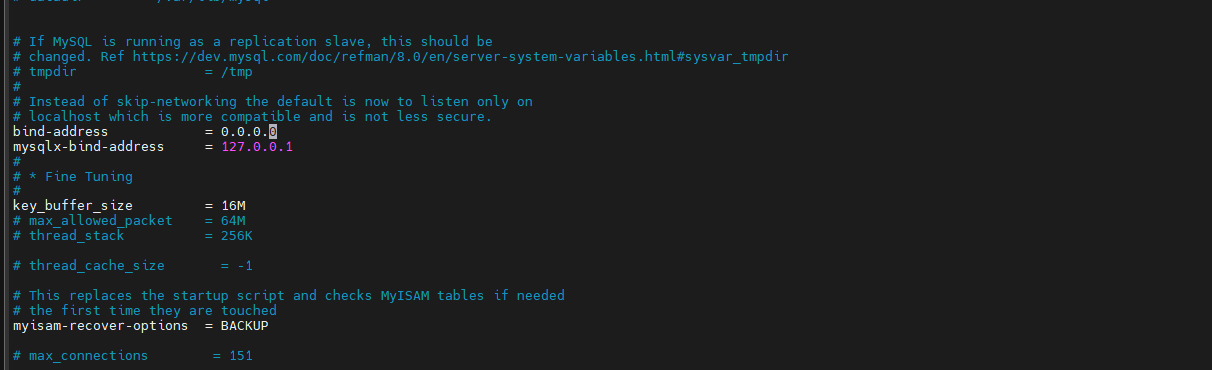 # If MySQL is running as a replication slave, this should be
# changed. Ref https://dev.mysql.com/doc/refman/8.0/en/server-system-variables.html#sysvar_tmpdir
# tmpdir                = /tmp
#
# Instead of skip-networking the default is now to listen only on
# localhost which is more compatible and is not less secure.
bind-address            = 0.0.0.0
mysqlx-bind-address     = 127.0.0.1
#
# * Fine Tuning
#
key_buffer_size         = 16M
# max_allowed_packet    = 64M
# thread_stack          = 256K
# thread_cache_size       = -1
# This replaces the startup script and checks MyISAM tables if needed
# the first time they are touched
myisam-recover-options  = BACKUP
# max_connections        = 151